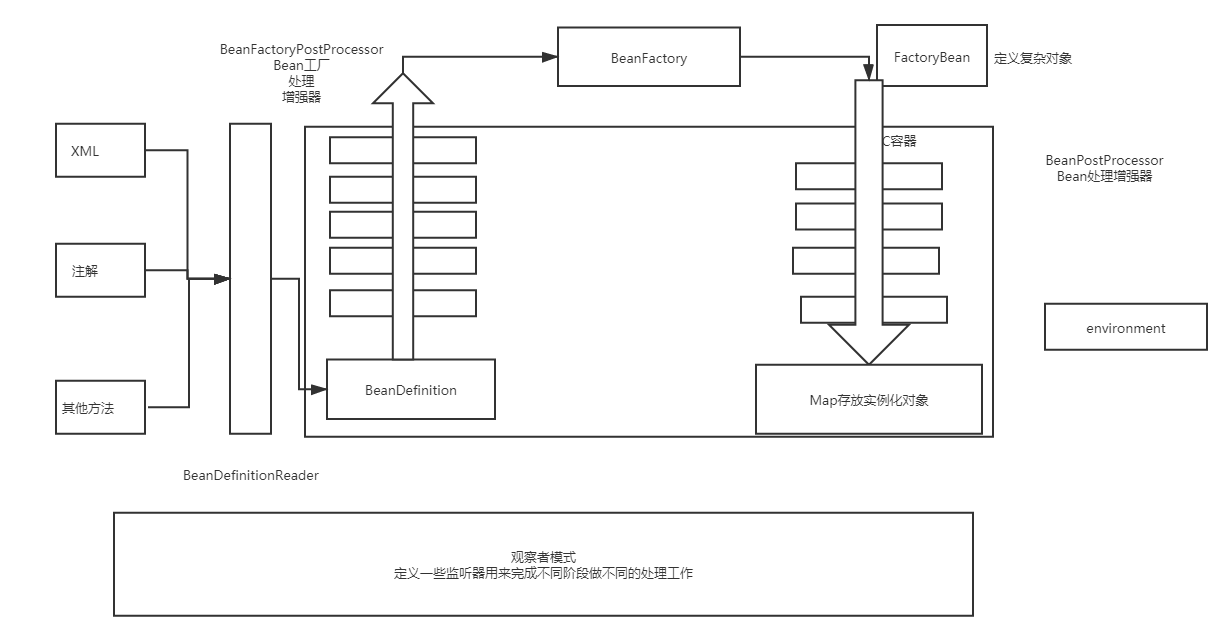 BeanFactoryPostProcessor
Bean工厂
处理
增强器
BeanFactory
FactoryBean
定义复杂对象
XML
C容器
BeanPostProcessor
Bean处理增强器
注解
environment
其他方法
BeanDefinition
Map存放实例化对象
BeanDefinitionReader
观察者模式
定义一些监听器用来完成不同阶段做不同的处理工作